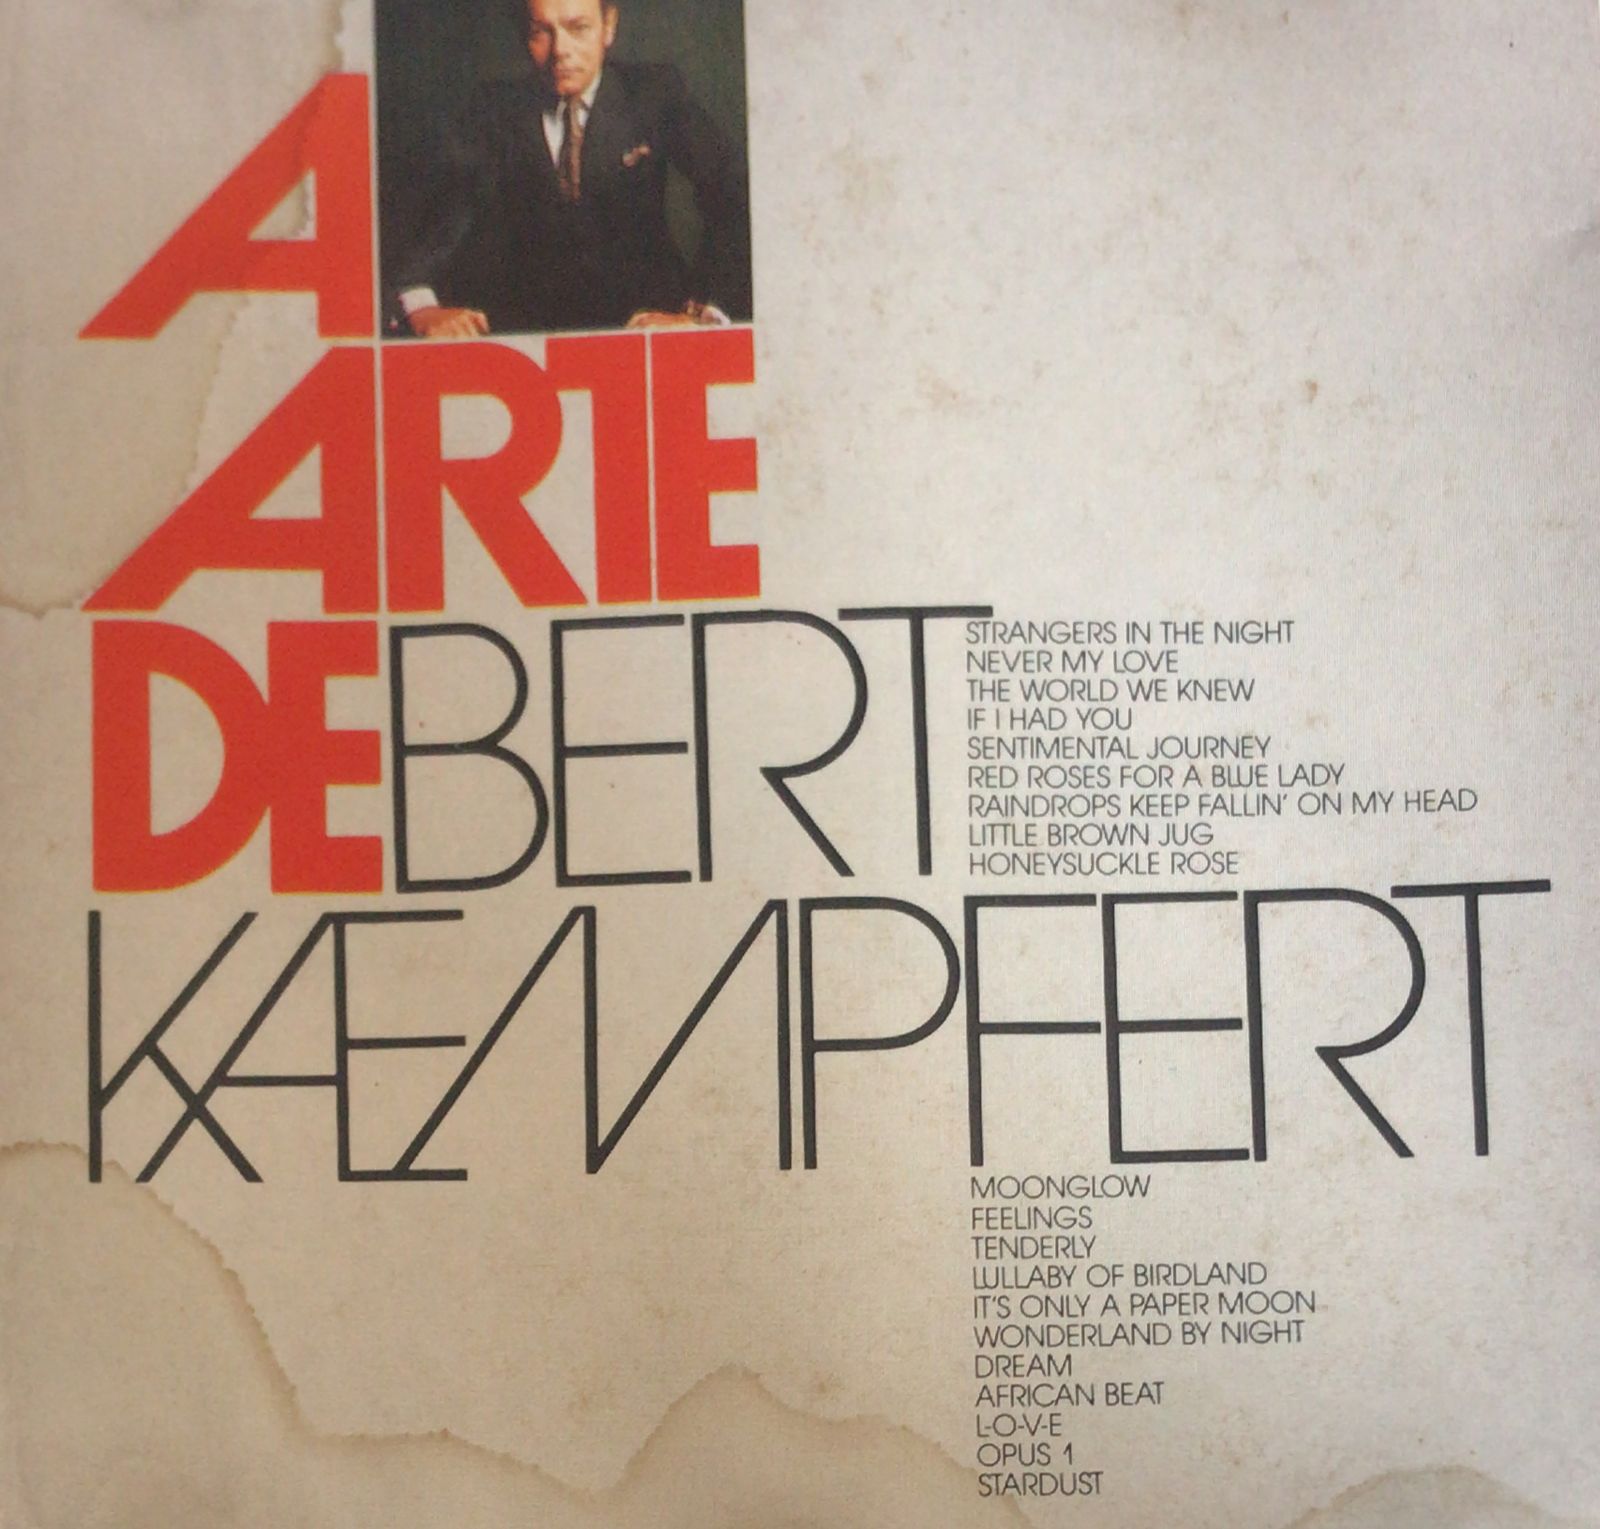 A
ARTE
DE BERT
KAEMPFERT
STRANGERS IN THE NIGHT
NEVER MY LOVE
THE WORLD WE KNEW
IF I HAD YOU
SENTIMENTAL JOURNEY
RED ROSES FOR A BLUE LADY
RAINDROPS KEEP FALLIN' ON MY HEAD
LITTLE BROWN JUG
HONEYSUCKLE ROSE
MOONGLOW
FEELINGS
TENDERLY
LULLABY OF BIRDLAND
IT'S ONLY A PAPER MOON
WONDERLAND BY NIGHT
DREAM
AFRICAN BEAT
L-O-V-E
OPUS 1
STARDUST